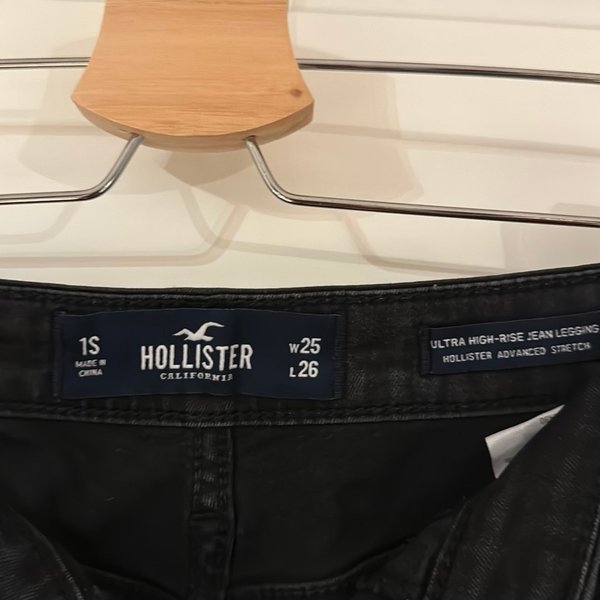 1S
MADE IN
CHINA
HOLLISTER
CALIFORNIA
W25
L26
ULTRA HIGH-RISE JEAN LEGGING
HOLLISTER ADVANCED STRETCH